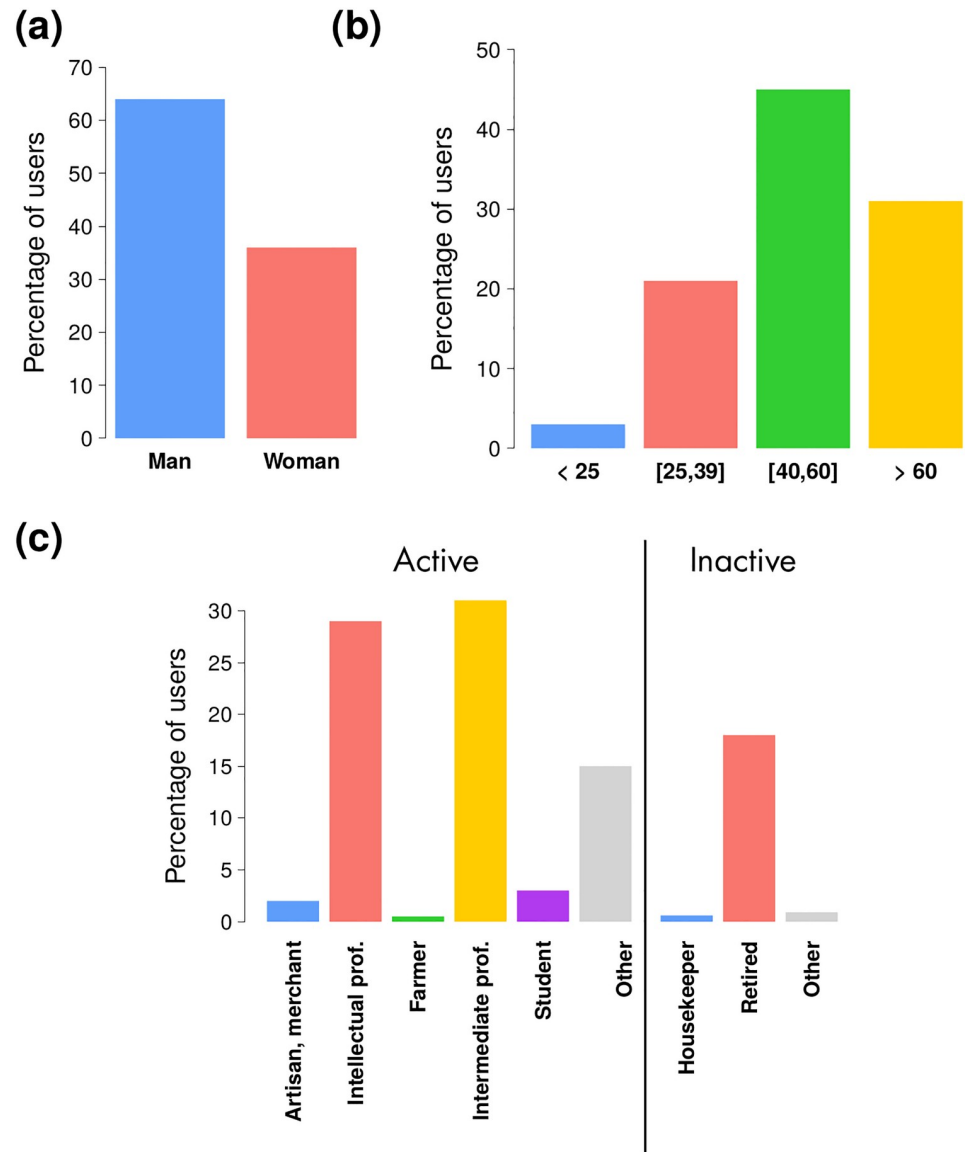 (a)
Percentage of users
70
60
50
40
30
20
10
0
Man
Woman
(b)
Percentage of users
50
40
30
20
10
0
< 25
[25,39]
[40,60]
> 60
(c)
Active
Inactive
Percentage of users
30
25
20
15
10
5
0
Artisan, merchant
Intellectual prof.
Farmer
Intermediate prof.
Student
Other
Housekeeper
Retired
Other